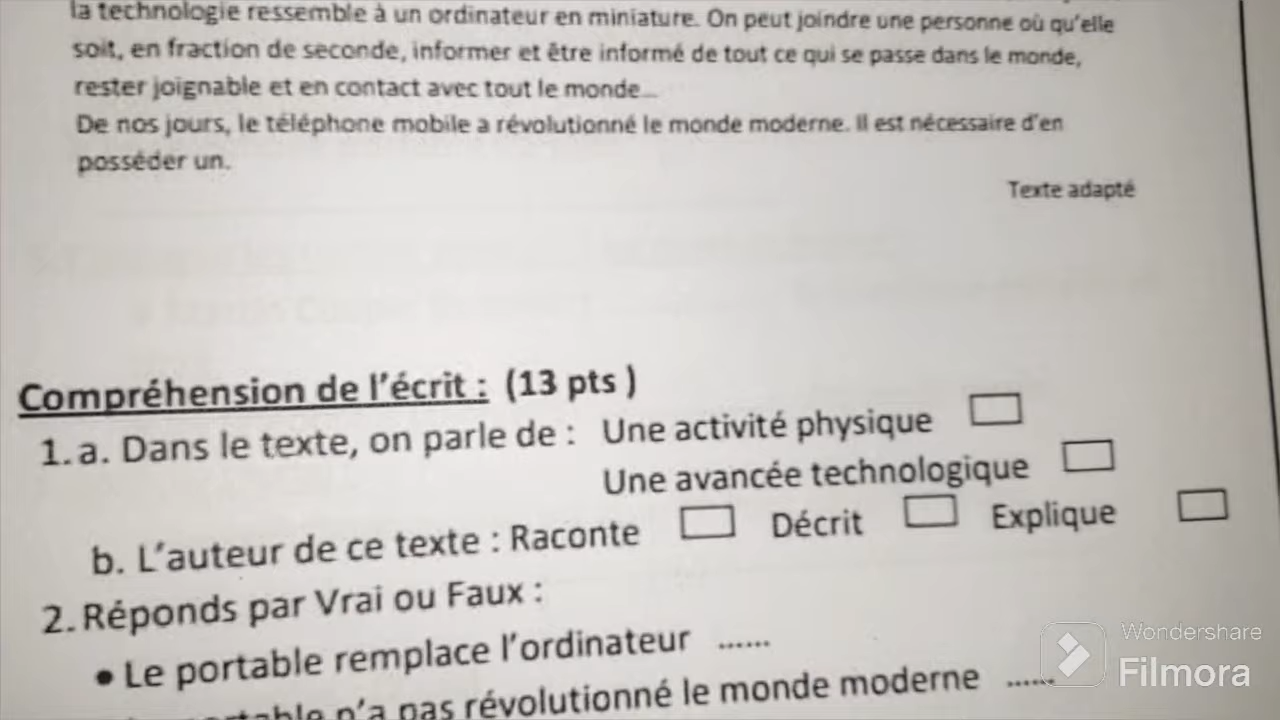 la technologie ressemble à un ordinateur en miniature. On peut joindre une personne où qu'elle
soit, en fraction de seconde, informer et être informé de tout ce qui se passe dans le monde,
rester joignable et en contact avec tout le monde...
De nos jours, le téléphone mobile a révolutionné le monde moderne. Il est nécessaire d'en
posséder un.
Texte adapté
Compréhension de l'écrit : (13 pts )
1. a. Dans le texte, on parle de : Une activité physique
Une avancée technologique
b. L'auteur de ce texte : Raconte Décrit Explique
2. Réponds par Vrai ou Faux :
• Le portable remplace l'ordinateur ......
n'a pas révolutionné le monde moderne ......
Wondershare
Filmora